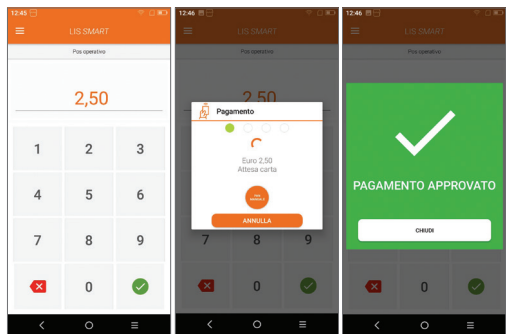 12:45
LIS SMART
Pos operativo
2,50
1 2 3
4 5 6
7 8 9
0
12:46
LIS SMART
Pos operativo
2,50
Pagamento
Euro 2,50
Attesa carta
ANNULLA
7 8 9
0
12:46
LIS SMART
Pos operativo
PAGAMENTO APPROVATO
CHIUDI
0